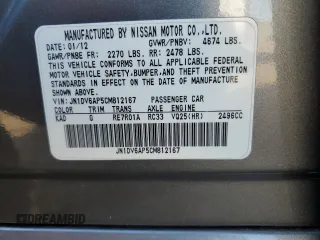 MANUFACTURED BY NISSAN MOTOR CO.,LTD.
DATE: 01/12 GVWR/PNBV: 4674 LBS.
GAWR/PNBE FR: 2270 LBS. RR: 2478 LBS.
THIS VEHICLE CONFORMS TO ALL APPLICABLE FEDERAL
MOTOR VEHICLE SAFETY,BUMPER,AND THEFT PREVENTION
STANDARDS IN EFFECT ON THE DATE OF MANUFACTURE
SHOWN ABOVE.
VIN: JN1DV6AP5CM812167 PASSENGER CAR
COLOR TRIM TRANS AXLE ENGINE
KAD G RE7R01A RC33 VQ25(HR) 2496CC
JN1DV6AP5CM812167
© DREAMBID